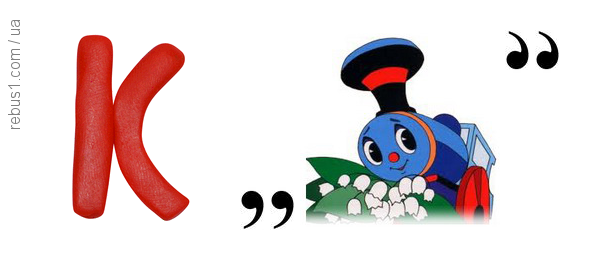 rebus1.com/ua
К
,,
,,